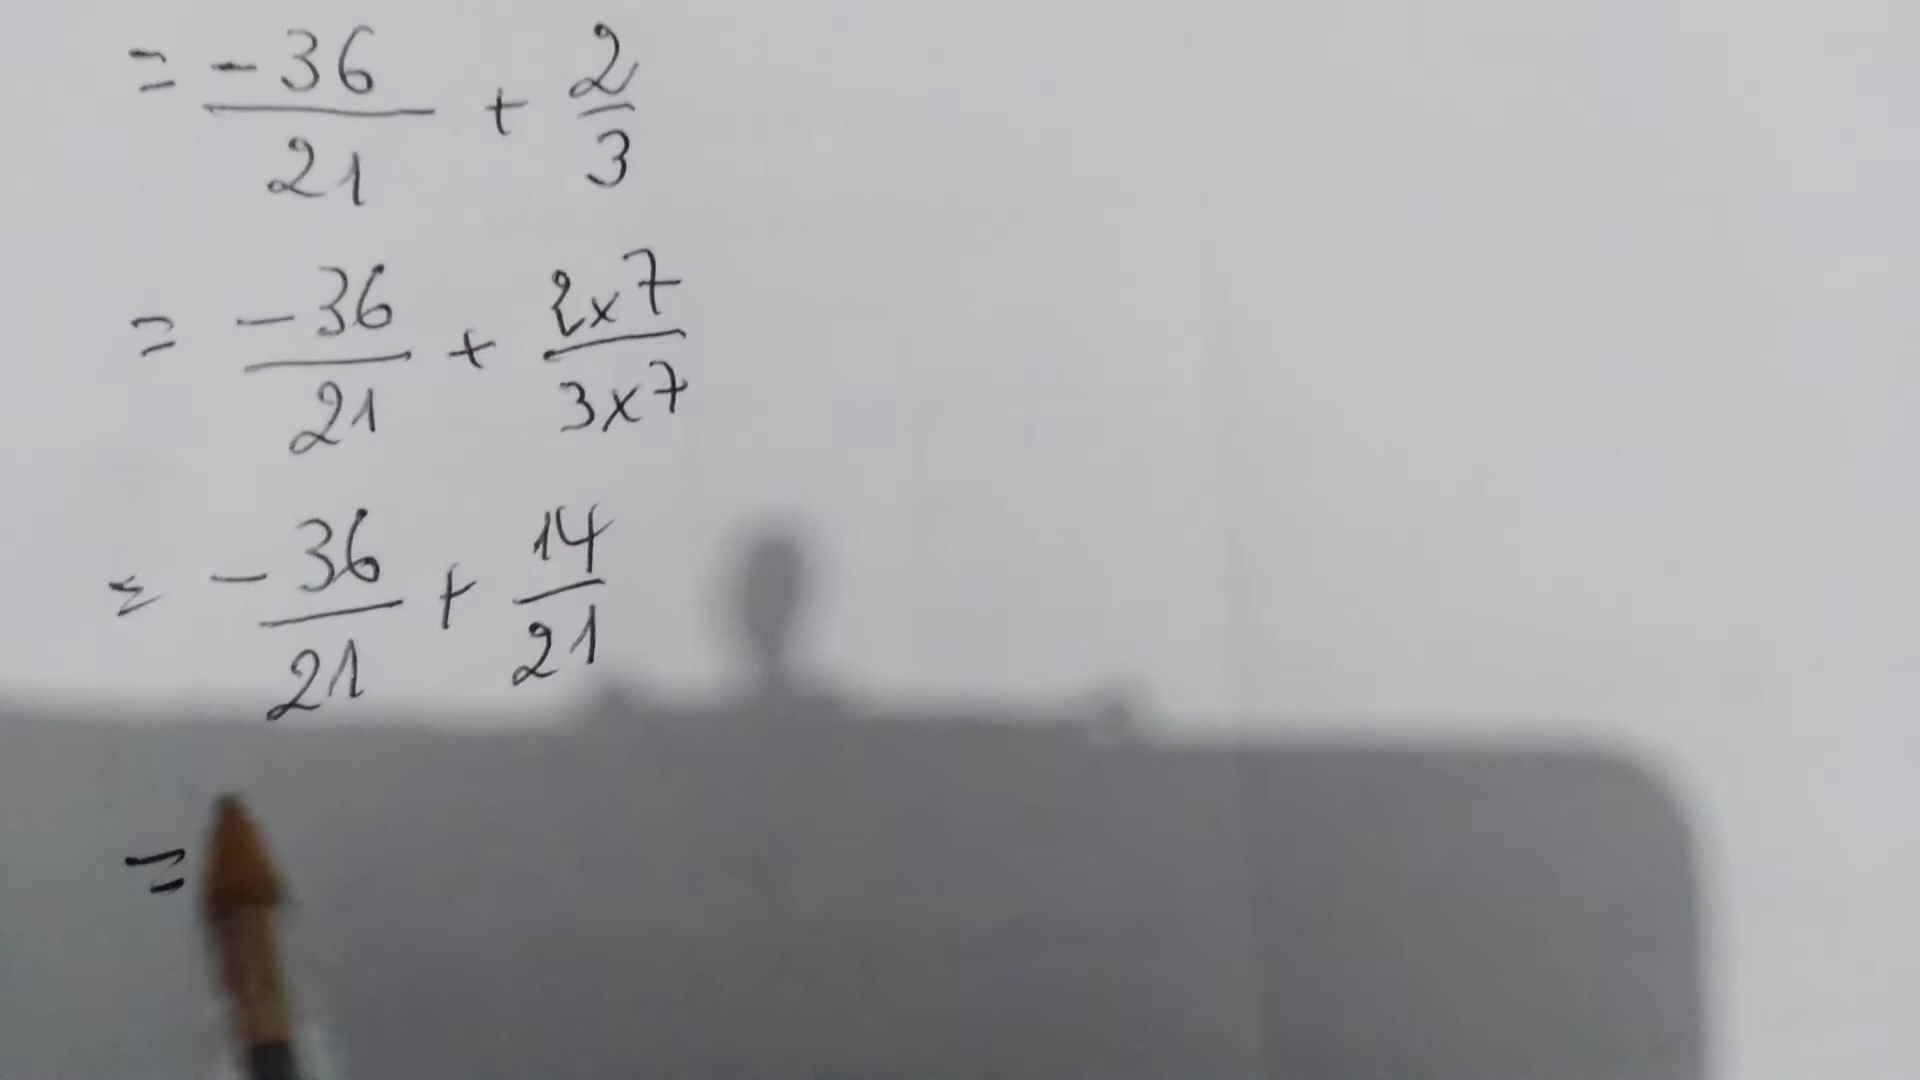 = -36/21 + 2/3
= -36/21 + 2x7/3x7
= -36/21 + 14/21
=